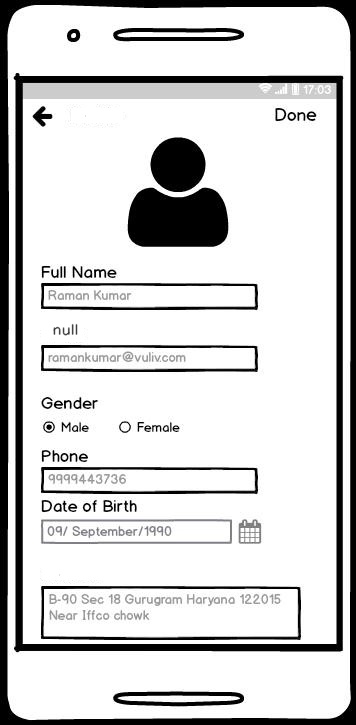 17:03
Done
Full Name
Raman Kumar
null
ramankumar@vuliv.com
Gender
Male Female
Phone
9999443736
Date of Birth
09/ September/1990
B-90 Sec 18 Gurugram Haryana 122015
Near Iffco chowk